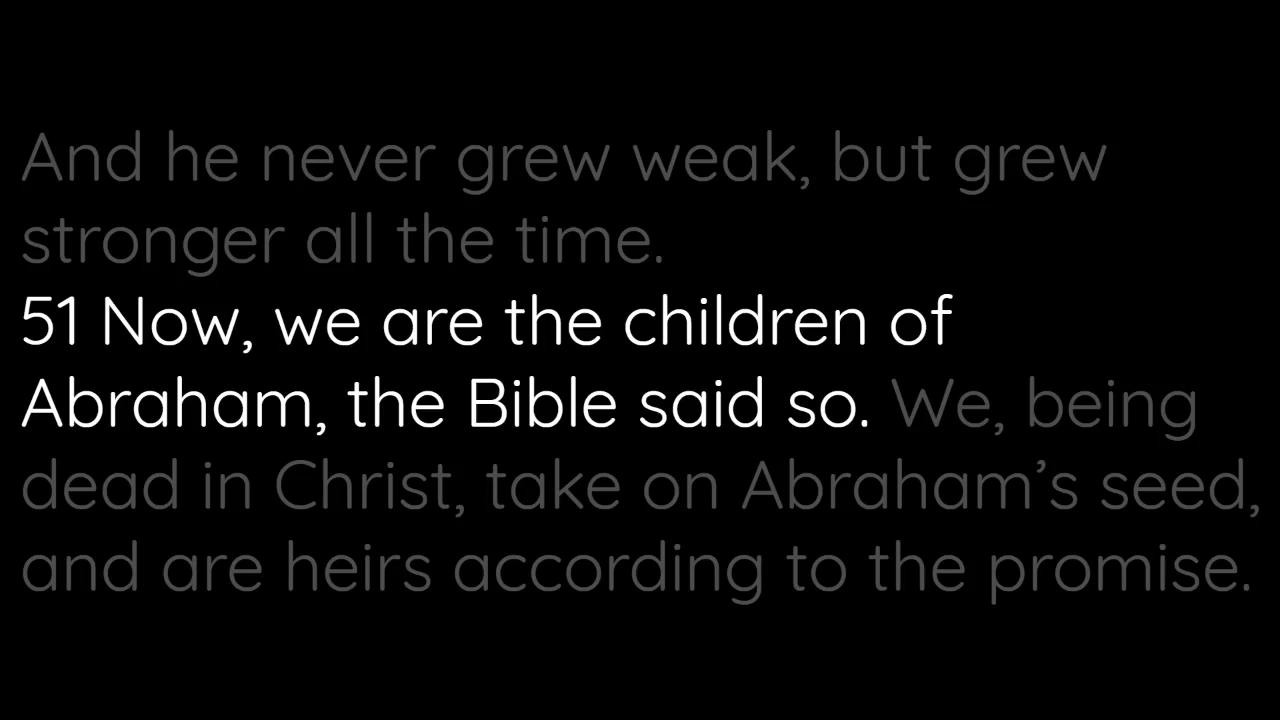 And he never grew weak, but grew
stronger all the time.
51 Now, we are the children of
Abraham, the Bible said so. We, being
dead in Christ, take on Abraham’s seed,
and are heirs according to the promise.